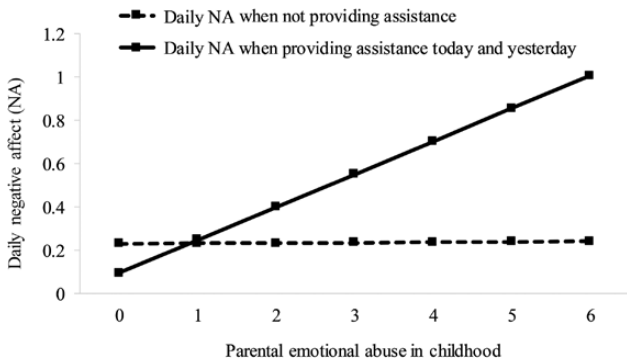 Daily NA when not providing assistance
Daily NA when providing assistance today and yesterday
1.2
1
0.8
0.6
0.4
0.2
0
Daily negative affect (NA)
0 1 2 3 4 5 6
Parental emotional abuse in childhood